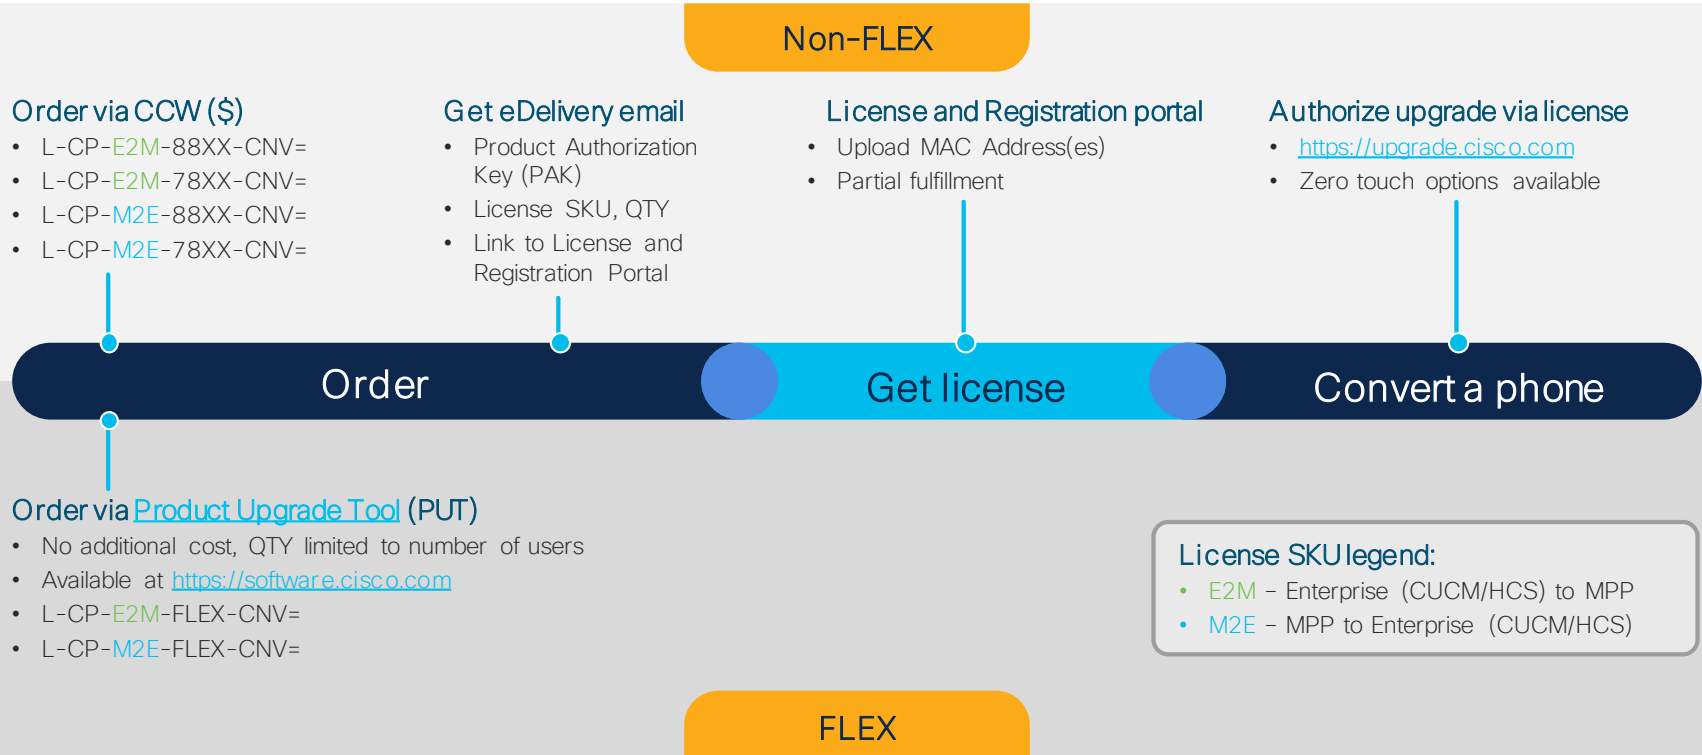 Non-FLEX
Order via CCW ($)
• L-CP-E2M-88XX-CNV=
• L-CP-E2M-78XX-CNV=
• L-CP-M2E-88XX-CNV=
• L-CP-M2E-78XX-CNV=
Get eDelivery email
• Product Authorization
Key (PAK)
• License SKU, QTY
• Link to License and
Registration Portal
License and Registration portal
• Upload MAC Address(es)
• Partial fulfillment
Authorize upgrade via license
• https://upgrade.cisco.com
• Zero touch options available
Order
Get license
Convert a phone
Order via Product Upgrade Tool (PUT)
• No additional cost, QTY limited to number of users
• Available at https://software.cisco.com
• L-CP-E2M-FLEX-CNV=
• L-CP-M2E-FLEX-CNV=
License SKU legend:
• E2M – Enterprise (CUCM/HCS) to MPP
• M2E – MPP to Enterprise (CUCM/HCS)
FLEX